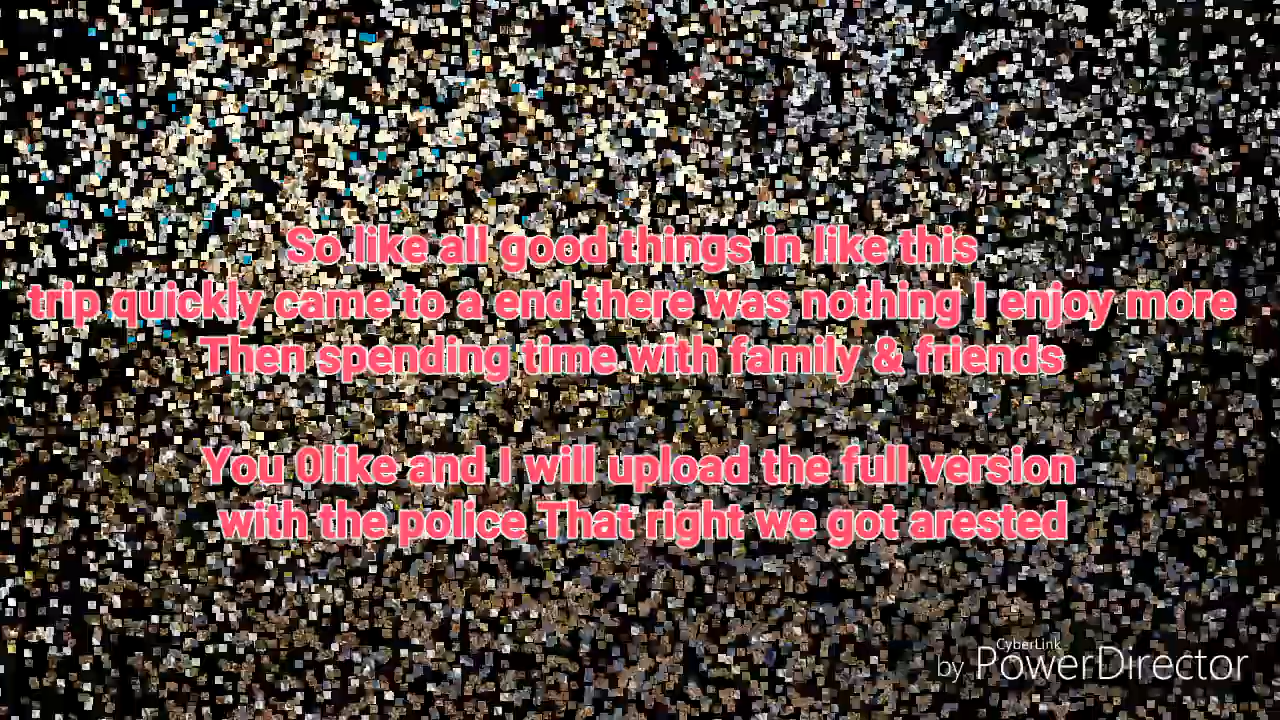 So like all good things in like this
trip quickly came to a end there was nothing I enjoy more
Then spending time with family & friends
You 0like and I will upload the full version
with the police That right we got arested
CyberLink
by PowerDirector